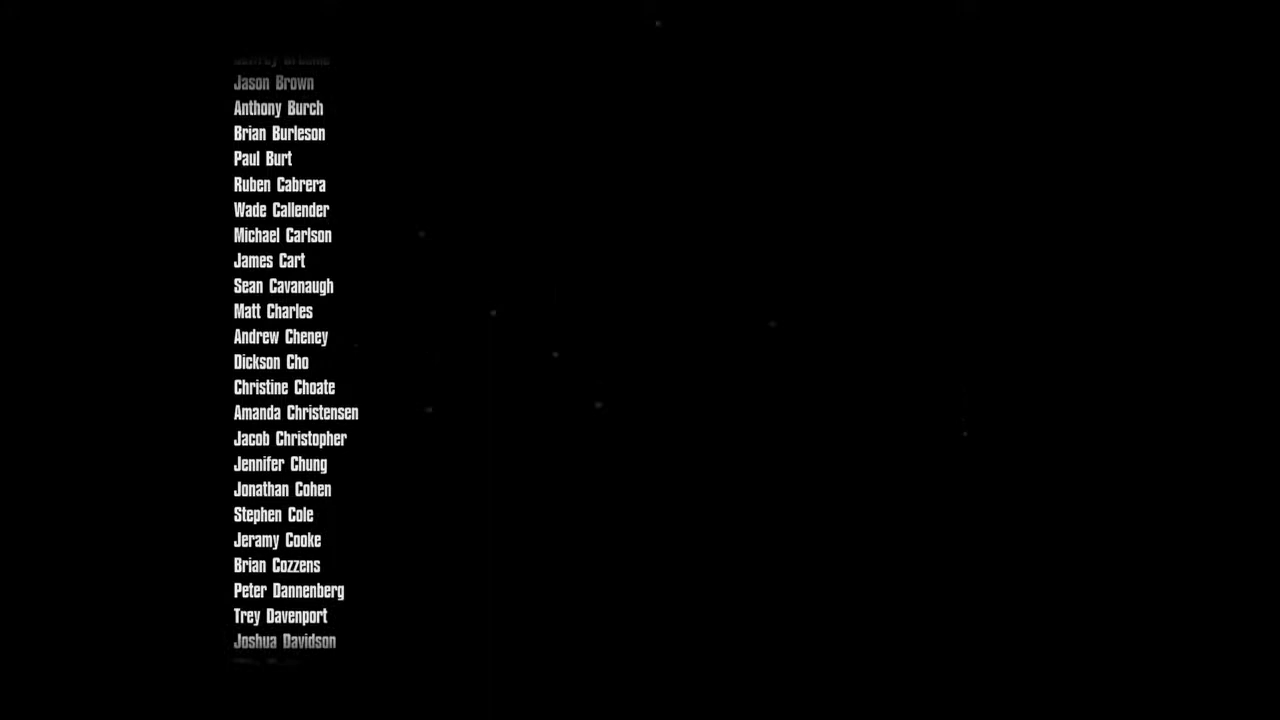 Jason Brown
Anthony Burch
Brian Burleson
Paul Burt
Ruben Cabrera
Wade Callender
Michael Carlson
James Cart
Sean Cavanaugh
Matt Charles
Andrew Cheney
Dickson Cho
Christine Choate
Amanda Christensen
Jacob Christopher
Jennifer Chung
Jonathan Cohen
Stephen Cole
Jeramy Cooke
Brian Cozzens
Peter Dannenberg
Trey Davenport
Joshua Davidson